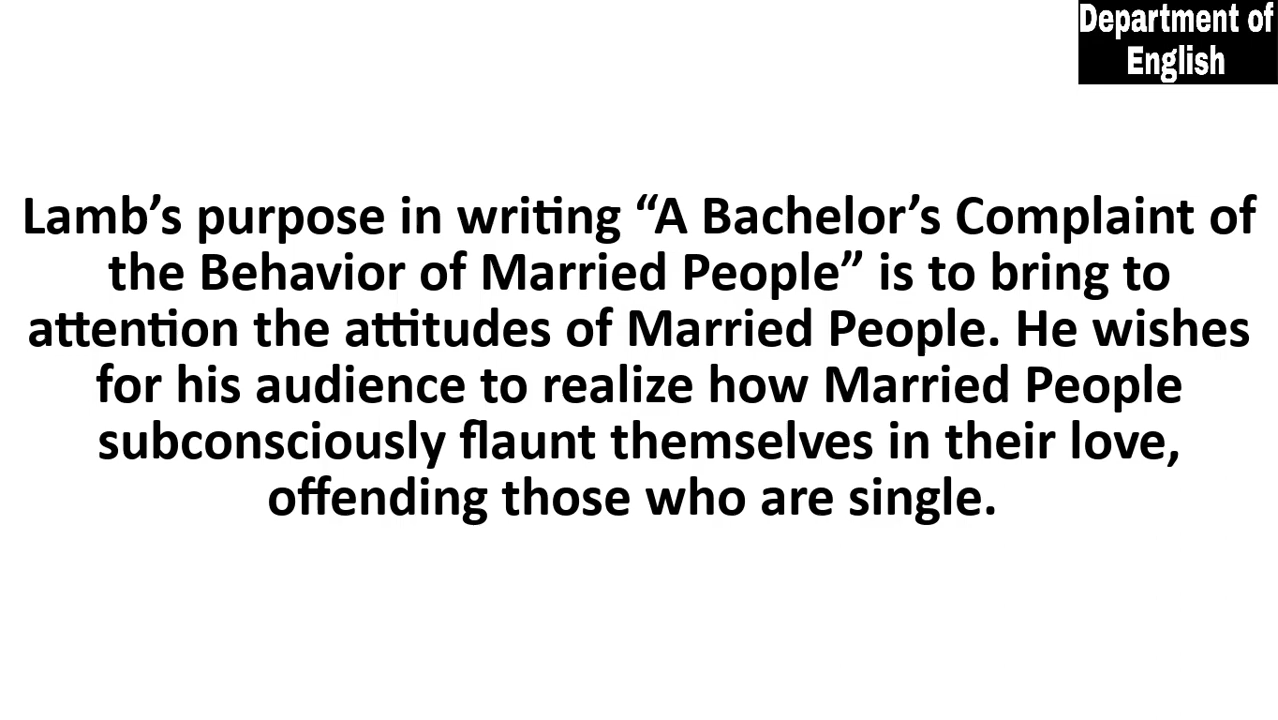 Department of
English
Lamb’s purpose in writing “A Bachelor’s Complaint of
the Behavior of Married People” is to bring to
attention the attitudes of Married People. He wishes
for his audience to realize how Married People
subconsciously flaunt themselves in their love,
offending those who are single.